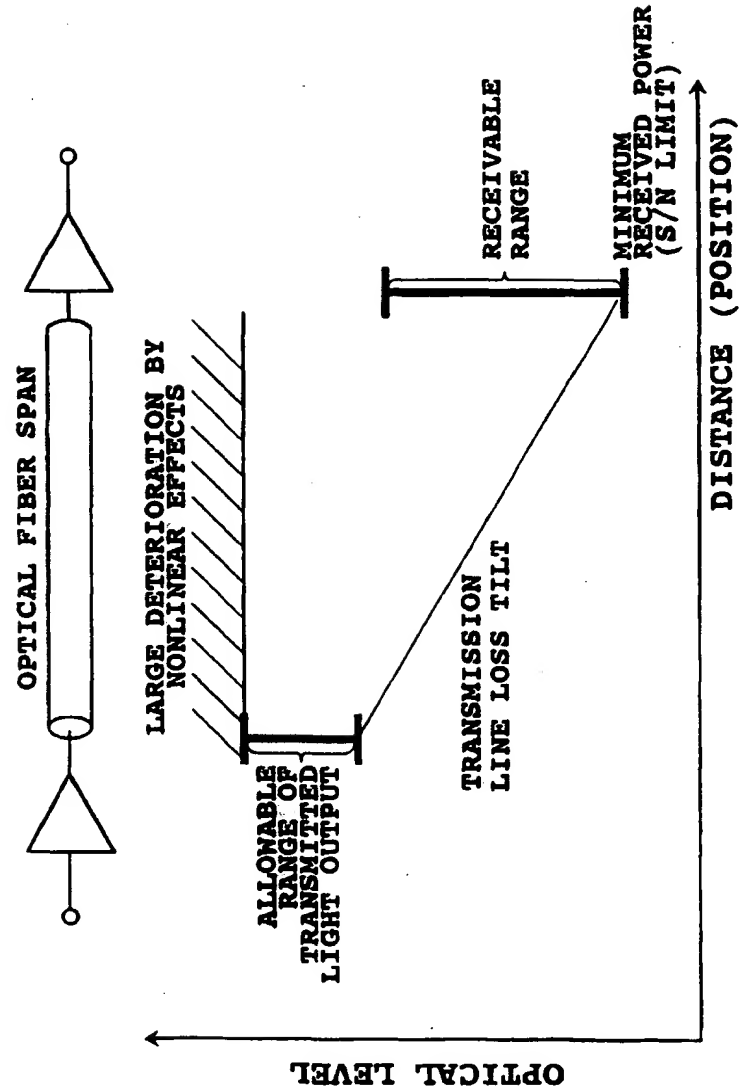 OPTICAL FIBER SPAN
LARGE DETERIORATION BY
NONLINEAR EFFECTS
ALLOWABLE
RANGE OF
TRANSMITTED
LIGHT OUTPUT
TRANSMISSION
LINE LOSS TILT
RECEIVABLE
RANGE
MINIMUM
RECEIVED POWER
(S/N LIMIT)
DISTANCE (POSITION)
OPTICAL LEVEL